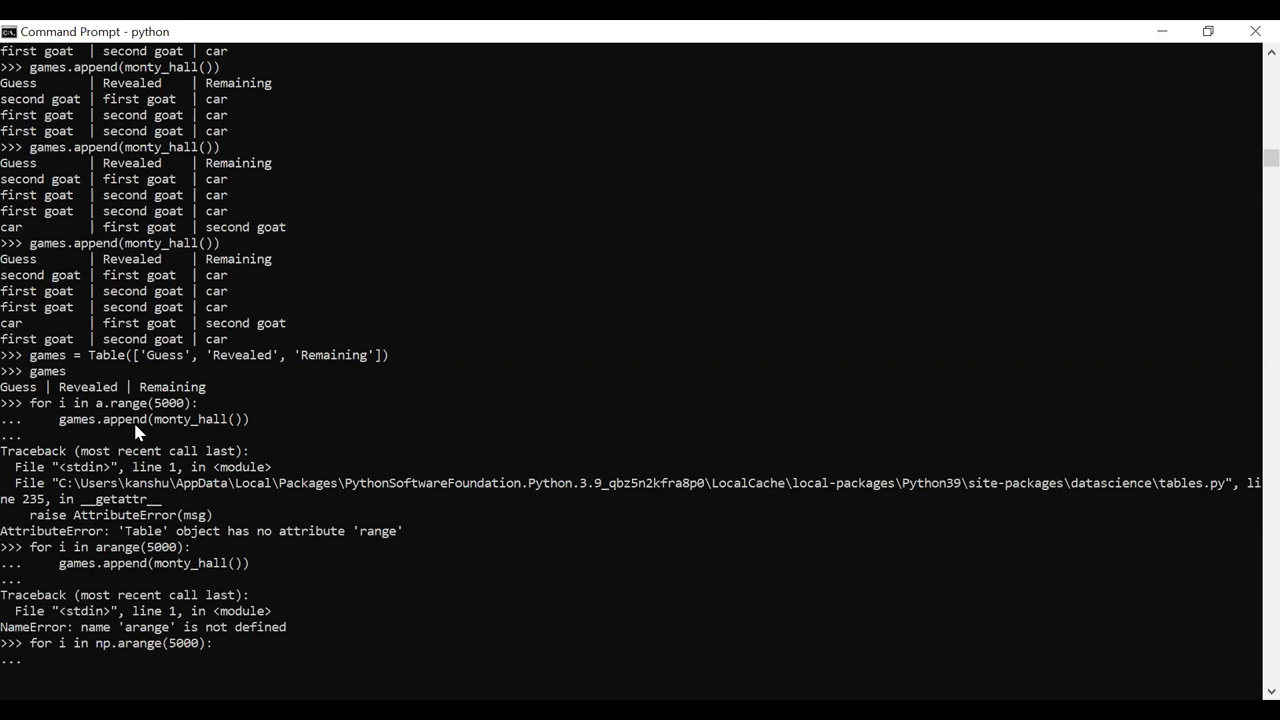 Command Prompt - python
first goat  | second goat | car
>>> games.append(monty_hall())
Guess       | Revealed    | Remaining
second goat | first goat  | car
first goat  | second goat | car
first goat  | second goat | car
>>> games.append(monty_hall())
Guess       | Revealed    | Remaining
second goat | first goat  | car
first goat  | second goat | car
first goat  | second goat | car
car         | first goat  | second goat
>>> games.append(monty_hall())
Guess       | Revealed    | Remaining
second goat | first goat  | car
first goat  | second goat | car
first goat  | second goat | car
car         | first goat  | second goat
first goat  | second goat | car
>>> games = Table(['Guess', 'Revealed', 'Remaining'])
>>> games
Guess | Revealed | Remaining
>>> for i in a.range(5000):
...     games.append(monty_hall())
...
Traceback (most recent call last):
  File "<stdin>", line 1, in <module>
  File "C:\Users\kanshu\AppData\Local\Packages\PythonSoftwareFoundation.Python.3.9_qbz5n2kfra8p0\LocalCache\local-packages\Python39\site-packages\datascience\tables.py", li
ne 235, in __getattr__
    raise AttributeError(msg)
AttributeError: 'Table' object has no attribute 'range'
>>> for i in arange(5000):
...     games.append(monty_hall())
...
Traceback (most recent call last):
  File "<stdin>", line 1, in <module>
NameError: name 'arange' is not defined
>>> for i in np.arange(5000):
...